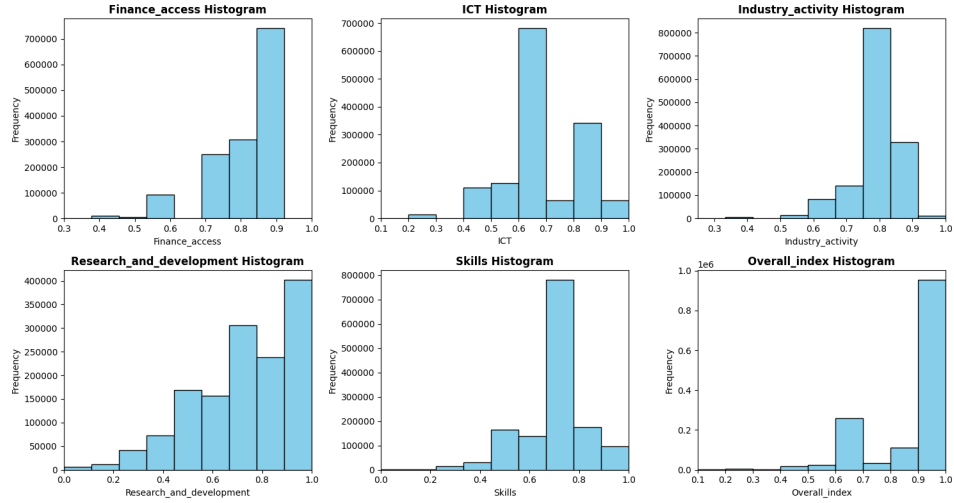 Finance_access Histogram
700000
600000
500000
400000
300000
200000
100000
0
Frequency
0.3 0.4 0.5 0.6 0.7 0.8 0.9 1.0
Finance_access
ICT Histogram
700000
600000
500000
400000
300000
200000
100000
0
Frequency
0.1 0.2 0.3 0.4 0.5 0.6 0.7 0.8 0.9 1.0
ICT
Industry_activity Histogram
800000
700000
600000
500000
400000
300000
200000
100000
0
Frequency
0.3 0.4 0.5 0.6 0.7 0.8 0.9 1.0
Industry_activity
Research_and_development Histogram
400000
350000
300000
250000
200000
150000
100000
50000
0
Frequency
0.0 0.2 0.4 0.6 0.8 1.0
Research_and_development
Skills Histogram
800000
700000
600000
500000
400000
300000
200000
100000
0
Frequency
0.0 0.2 0.4 0.6 0.8 1.0
Skills
Overall_index Histogram
1e6
1.0
0.8
0.6
0.4
0.2
0.0
Frequency
0.1 0.2 0.3 0.4 0.5 0.6 0.7 0.8 0.9 1.0
Overall_index